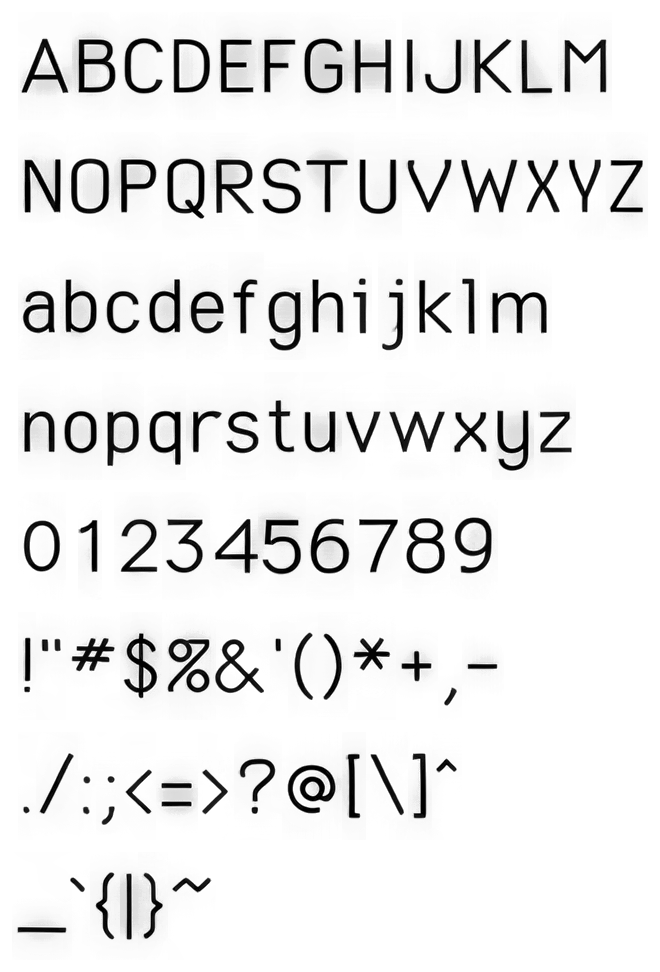 ABCDEFGHIJKLM
NOPQRSTUVWXYZ
abcdefghijklm
nopqrstuvwxyz
0123456789
!"#$%&'()*+,-
./:;<=>?@[\]^
_`{|}~